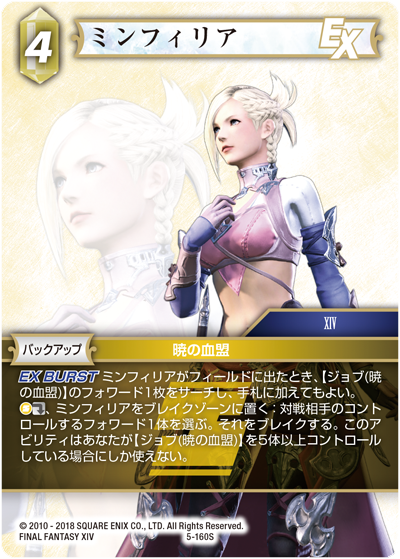 4
ミンフィリア
EX
XIV
バックアップ
暁の血盟
EX BURST ミンフィリアがフィールドに出たとき、【ジョブ(暁
の血盟)】のフォワード1枚をサーチし、手札に加えてもよい。
、ミンフィリアをブレイクゾーンに置く：対戦相手のコント
ロールするフォワード1体を選ぶ。それをブレイクする。このア
ビリティはあなたが【ジョブ(暁の血盟)】を5体以上コントロール
している場合にしか使えない。
© 2010 - 2018 SQUARE ENIX CO., LTD. All Rights Reserved.
FINAL FANTASY XIV
5-160S